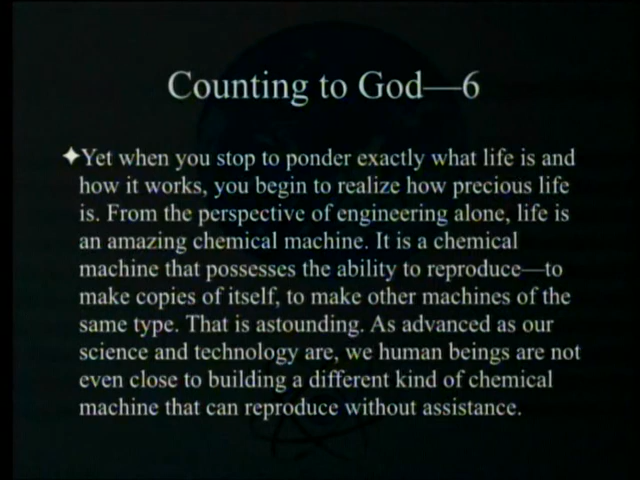 Counting to God—6
✦Yet when you stop to ponder exactly what life is and
how it works, you begin to realize how precious life
is. From the perspective of engineering alone, life is
an amazing chemical machine. It is a chemical
machine that possesses the ability to reproduce—to
make copies of itself, to make other machines of the
same type. That is astounding. As advanced as our
science and technology are, we human beings are not
even close to building a different kind of chemical
machine that can reproduce without assistance.